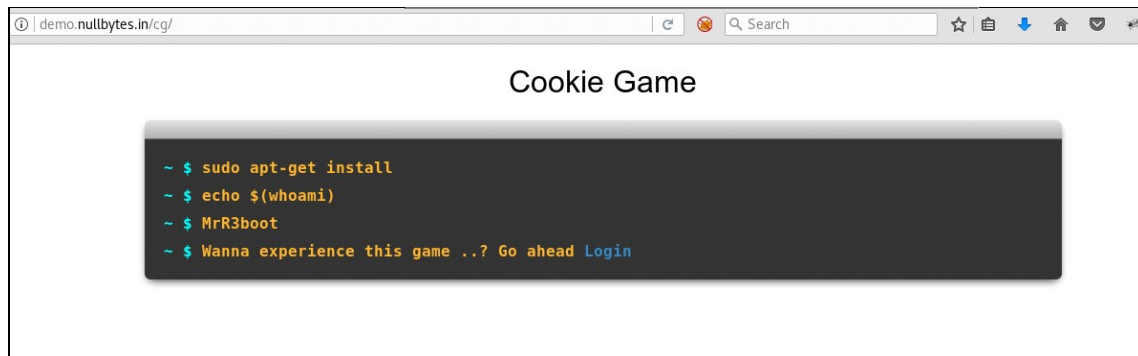 demo.nullbytes.in/cg/ Search
Cookie Game
~ $ sudo apt-get install
~ $ echo $(whoami)
~ $ MrR3boot
~ $ Wanna experience this game ..? Go ahead Login